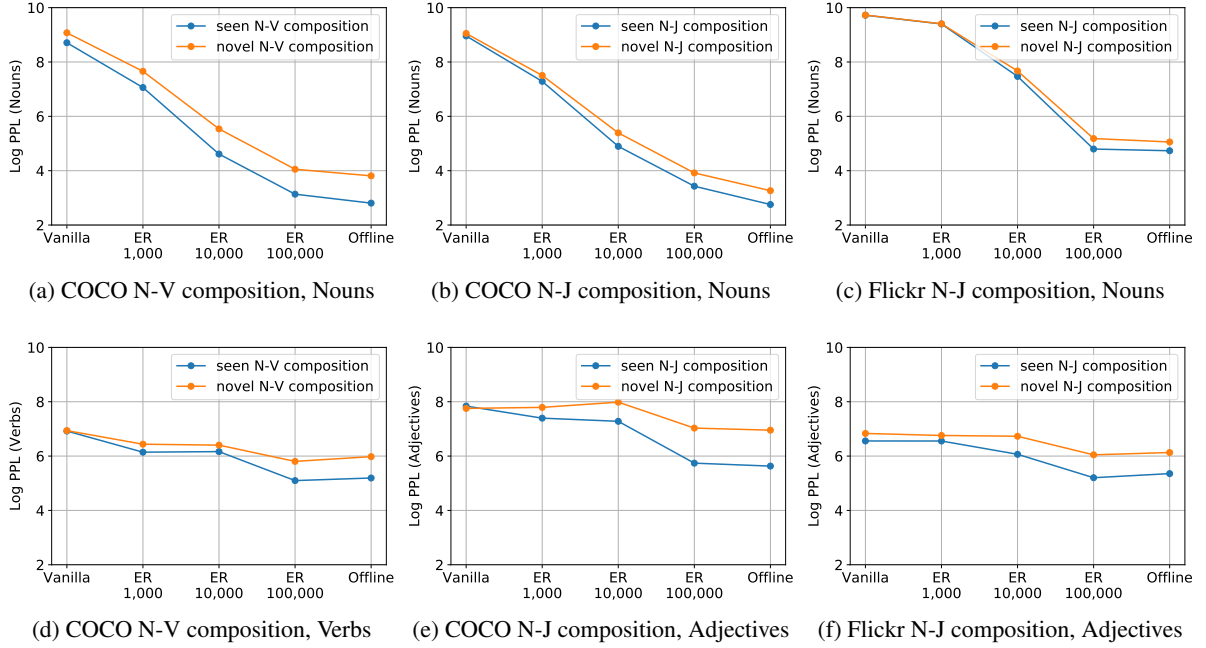 10
8
6
4
2
Log PPL (Nouns)
seen N-V composition
novel N-V composition
Vanilla ER 1,000 ER 10,000 ER 100,000 Offline
(a) COCO N-V composition, Nouns
10
8
6
4
2
Log PPL (Nouns)
seen N-J composition
novel N-J composition
Vanilla ER 1,000 ER 10,000 ER 100,000 Offline
(b) COCO N-J composition, Nouns
10
8
6
4
2
Log PPL (Nouns)
seen N-J composition
novel N-J composition
Vanilla ER 1,000 ER 10,000 ER 100,000 Offline
(c) Flickr N-J composition, Nouns
10
8
6
4
2
Log PPL (Verbs)
seen N-V composition
novel N-V composition
Vanilla ER 1,000 ER 10,000 ER 100,000 Offline
(d) COCO N-V composition, Verbs
10
8
6
4
2
Log PPL (Adjectives)
seen N-J composition
novel N-J composition
Vanilla ER 1,000 ER 10,000 ER 100,000 Offline
(e) COCO N-J composition, Adjectives
10
8
6
4
2
Log PPL (Adjectives)
seen N-J composition
novel N-J composition
Vanilla ER 1,000 ER 10,000 ER 100,000 Offline
(f) Flickr N-J composition, Adjectives